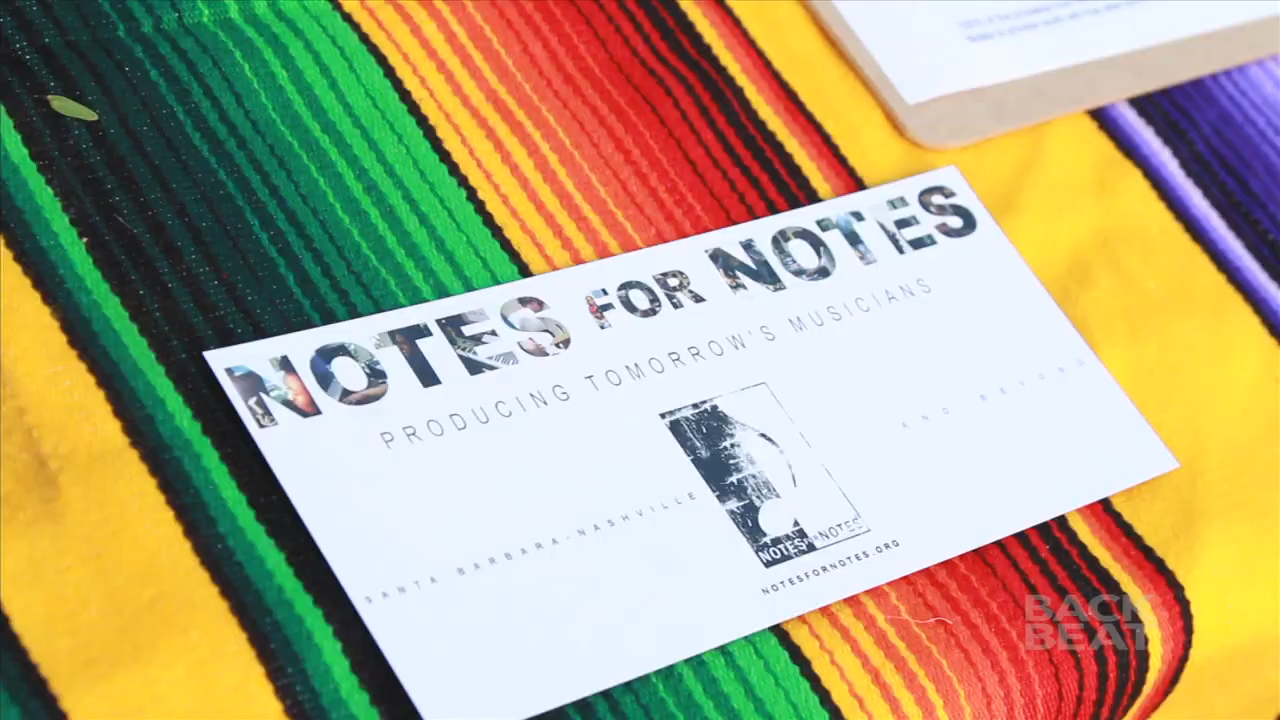 NOTES FOR NOTES
PRODUCING TOMORROW'S MUSICIANS
SANTA BARBARA-NASHVILLE
AND BEYOND
NOTES FOR NOTES
NOTESFORNOTES.ORG
BACK
BEAT